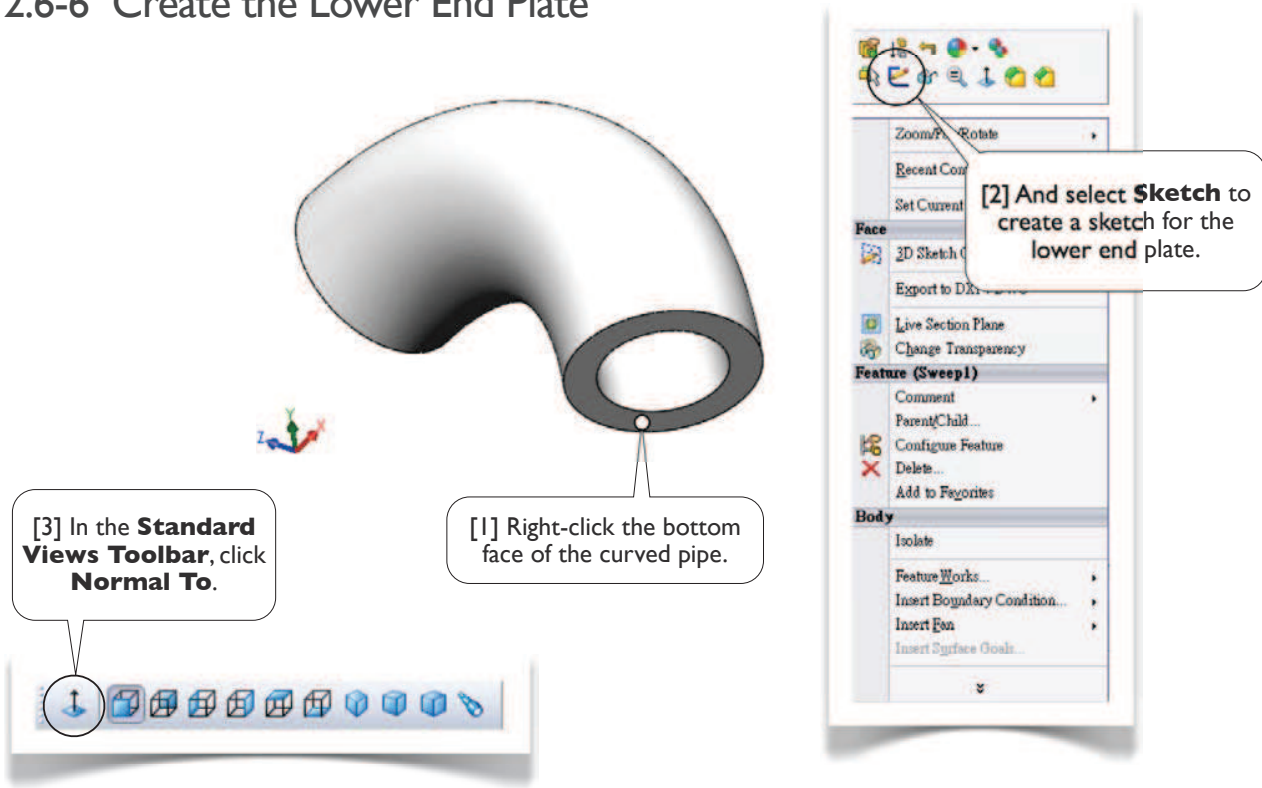 2.6-6 Create the Lower End Plate
Zoom/Pan/Rotate
Recent Com
Set Current
Face
3D Sketch
Export to DXF
Live Section Plane
Change Transparency
Feature (Sweep1)
Comment
Parent/Child...
Configure Feature
Delete...
Add to Favorites
Body
Isolate
Feature Works...
Insert Boundary Condition...
Insert Fan
Insert Surface Goals...
[2] And select Sketch to
create a sketch for the
lower end plate.
Y
Z
X
[1] Right-click the bottom
face of the curved pipe.
[3] In the Standard
Views Toolbar, click
Normal To.